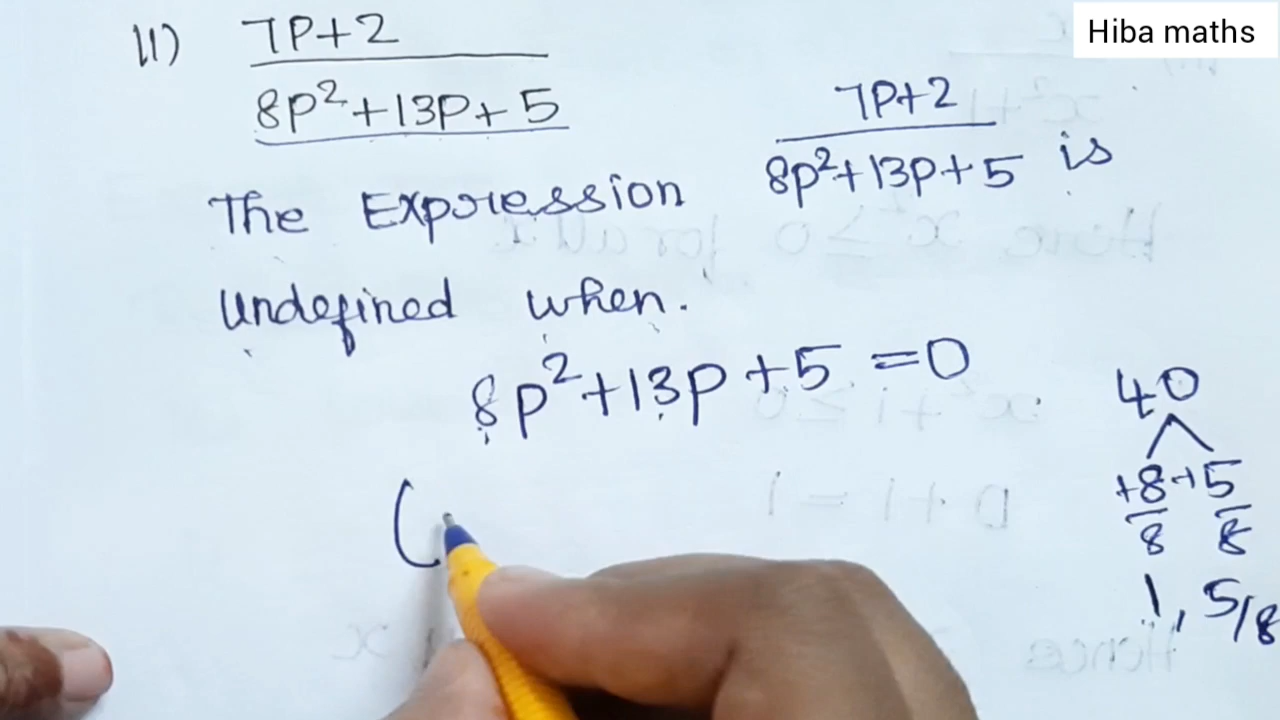 Hiba maths
ii) 7P+2
8p²+13p+5
The Expression 7P+2 is
8p²+13p+5
undefined when.
8p²+13p+5 =0
40
+8 +5
8 8
1, 5/8
(